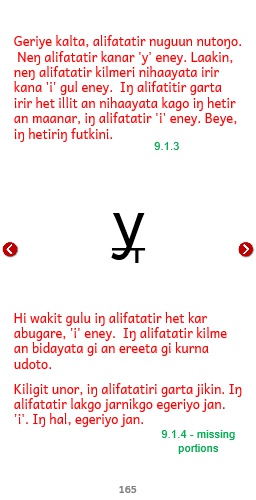 Geriye kalta, alifatatir nuguun nutoŋo.
Neŋ alifatatir kanar 'y' eney. Laakin,
neŋ alifatatir kilmeri nihaayata irir
kana 'i' gul eney. Iŋ alifatitir garta
irir het illit an nihaayata kago iŋ hetir
an maanar, iŋ alifatatir 'i' eney. Beye,
iŋ hetiriŋ futkini.
9.1.3
y
T
Hi wakit gulu iŋ alifatatir het kar
abugare, 'i' eney. Iŋ alifatatir kilme
an bidayata gi an ereeta gi kurna
udoto.
Kiligit unor, iŋ alifatatiri garta jikin. Iŋ
alifatatir lakgo jarnikgo egeriyo jan.
'i'. Iŋ hal, egeriyo jan.
9.1.4 - missing
portions
165